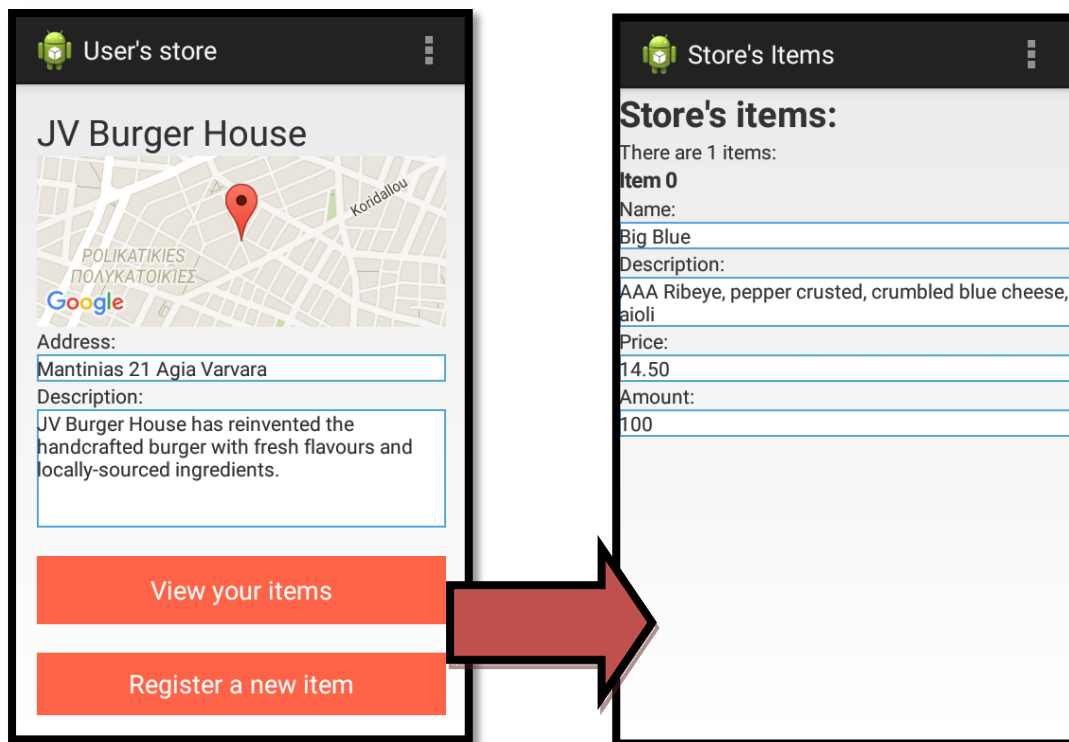 User's store
JV Burger House
Koridallou
POLIKATIKIES
ΠΟΛΥΚΑΤΟΙΚΙΕΣ
Google
Address:
Mantinias 21 Agia Varvara
Description:
JV Burger House has reinvented the
handcrafted burger with fresh flavours and
locally-sourced ingredients.
View your items
Register a new item
Store's Items
Store's items:
There are 1 items:
Item 0
Name:
Big Blue
Description:
AAA Ribeye, pepper crusted, crumbled blue cheese,
aioli
Price:
14.50
Amount:
100